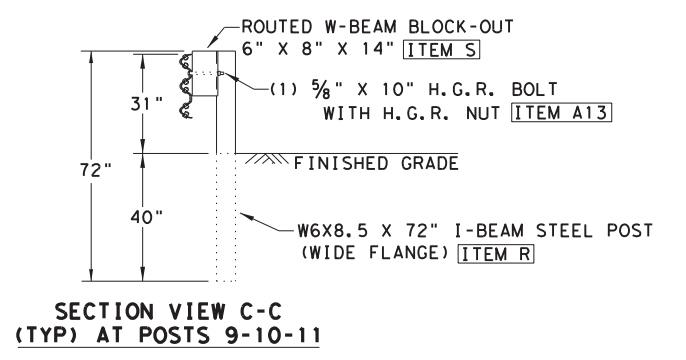 ROUTED W-BEAM BLOCK-OUT
6" X 8" X 14" ITEM S
(1) 5/8" X 10" H.G.R. BOLT
WITH H.G.R. NUT ITEM A13
31"
FINISHED GRADE
72"
40"
W6X8.5 X 72" I-BEAM STEEL POST
(WIDE FLANGE) ITEM R
SECTION VIEW C-C
(TYP) AT POSTS 9-10-11